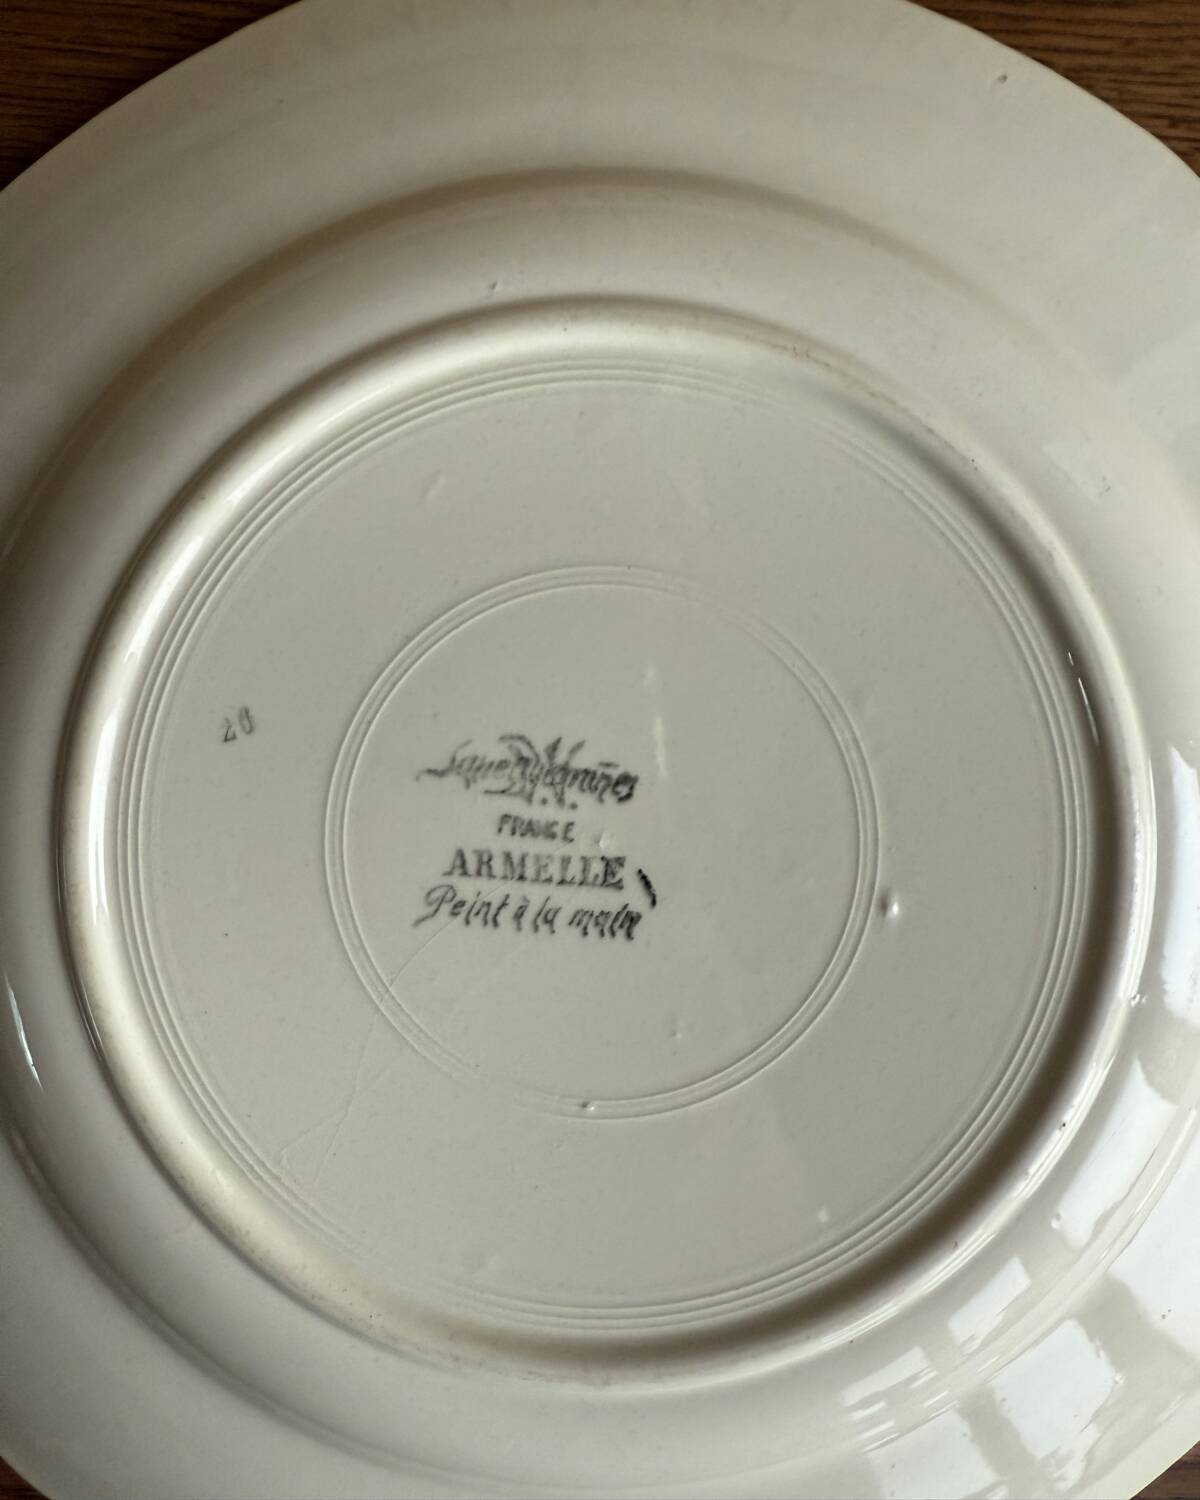 20
Sarreguemines
FRANCE
ARMELLE
Peint à la main